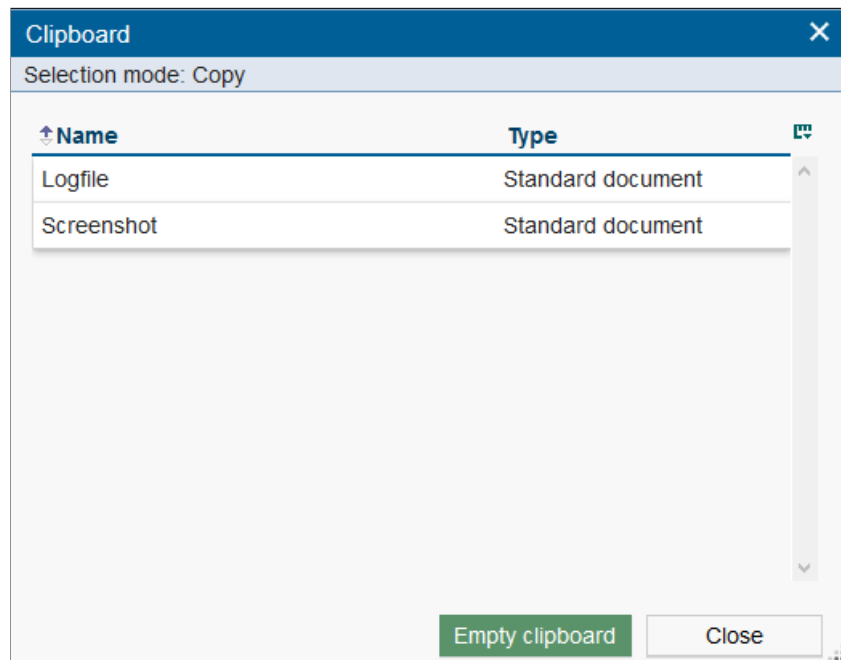 Clipboard
Selection mode: Copy
Name Type
Logfile Standard document
Screenshot Standard document
Empty clipboard Close